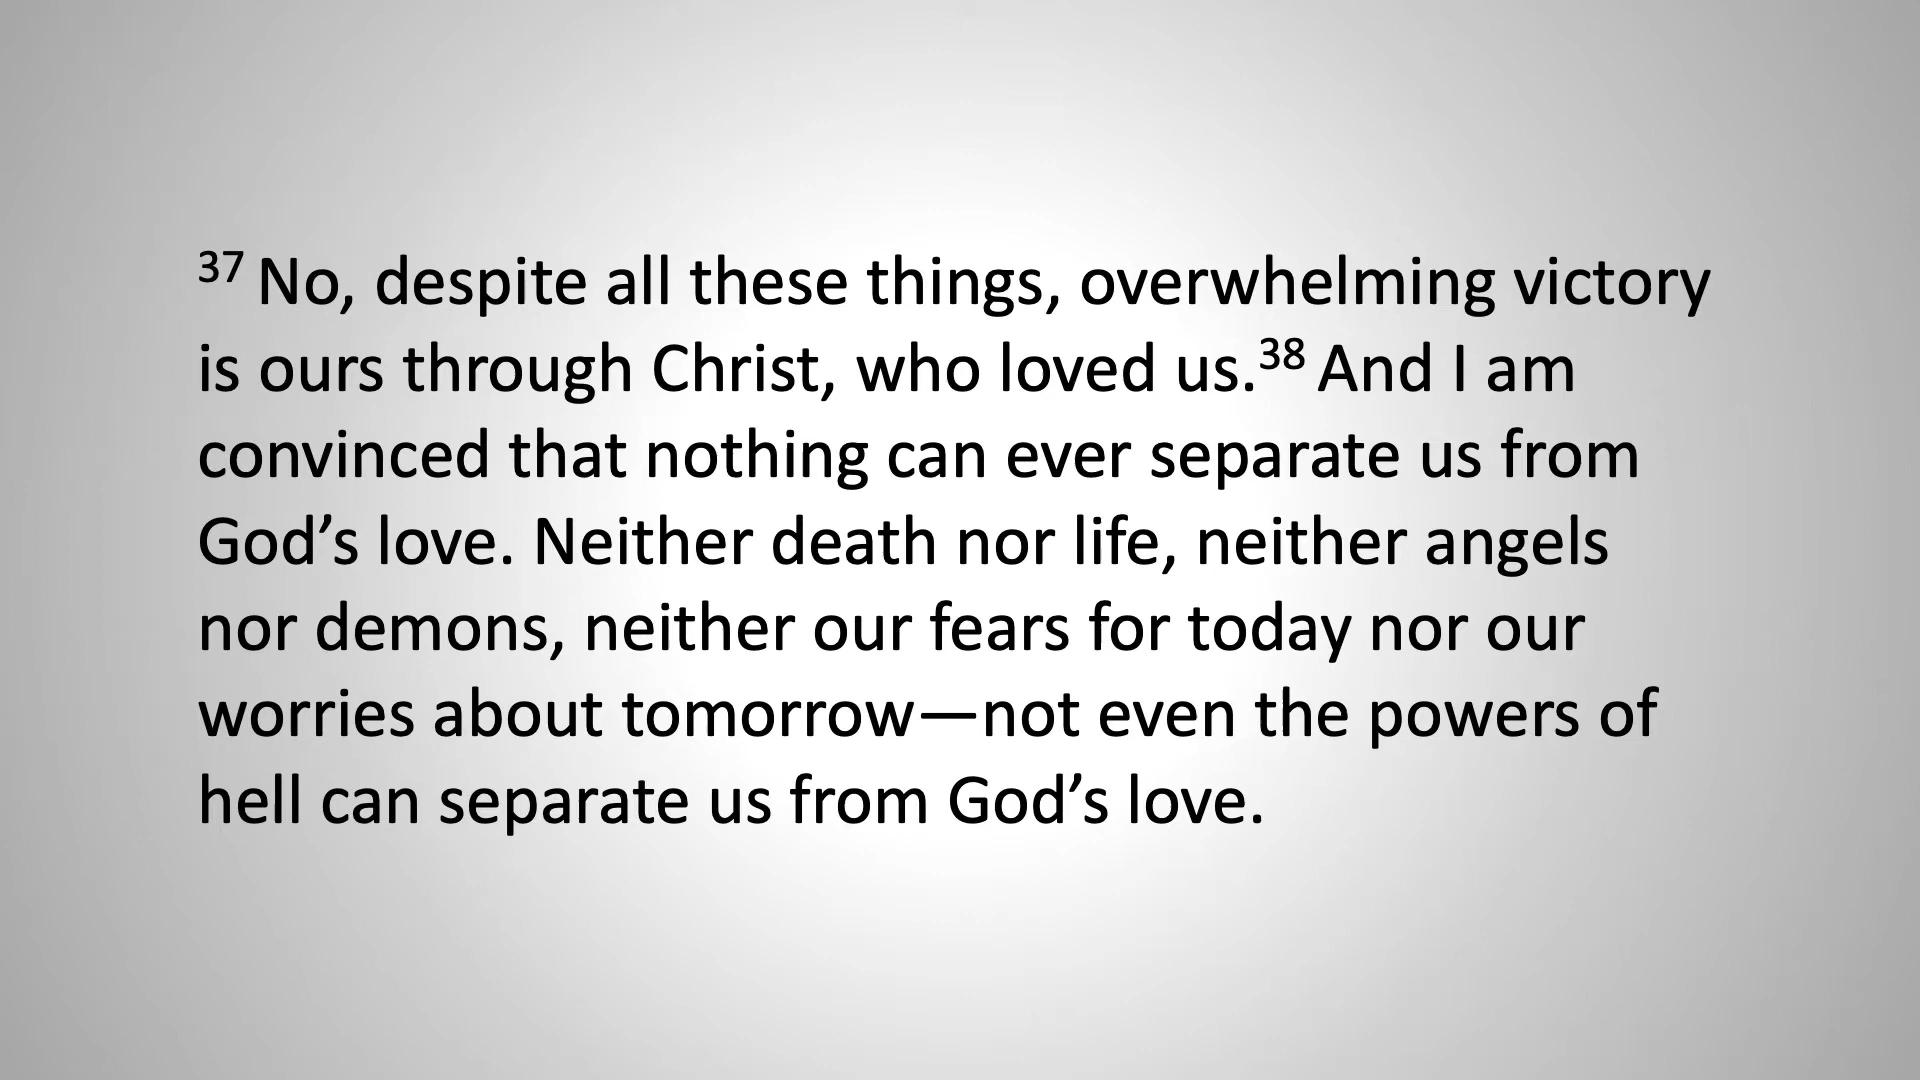 37 No, despite all these things, overwhelming victory
is ours through Christ, who loved us.38 And I am
convinced that nothing can ever separate us from
God’s love. Neither death nor life, neither angels
nor demons, neither our fears for today nor our
worries about tomorrow—not even the powers of
hell can separate us from God’s love.